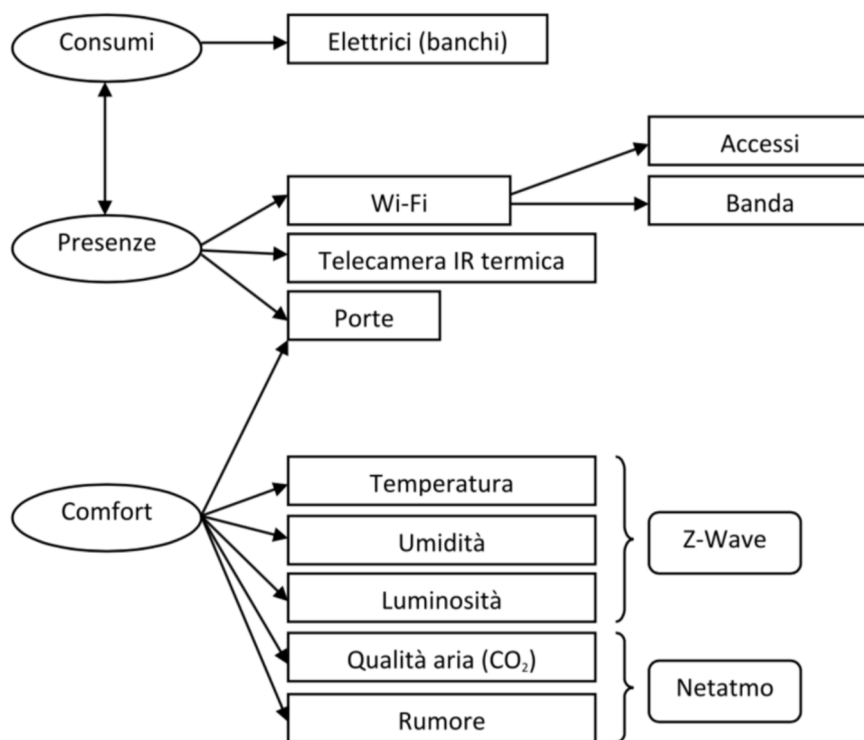 Consumi
Elettrici (banchi)
Accessi
Wi-Fi
Banda
Presenze
Telecamera IR termica
Porte
Temperatura
Comfort
Umidità
Z-Wave
Luminosità
Qualità aria (CO₂)
Netatmo
Rumore